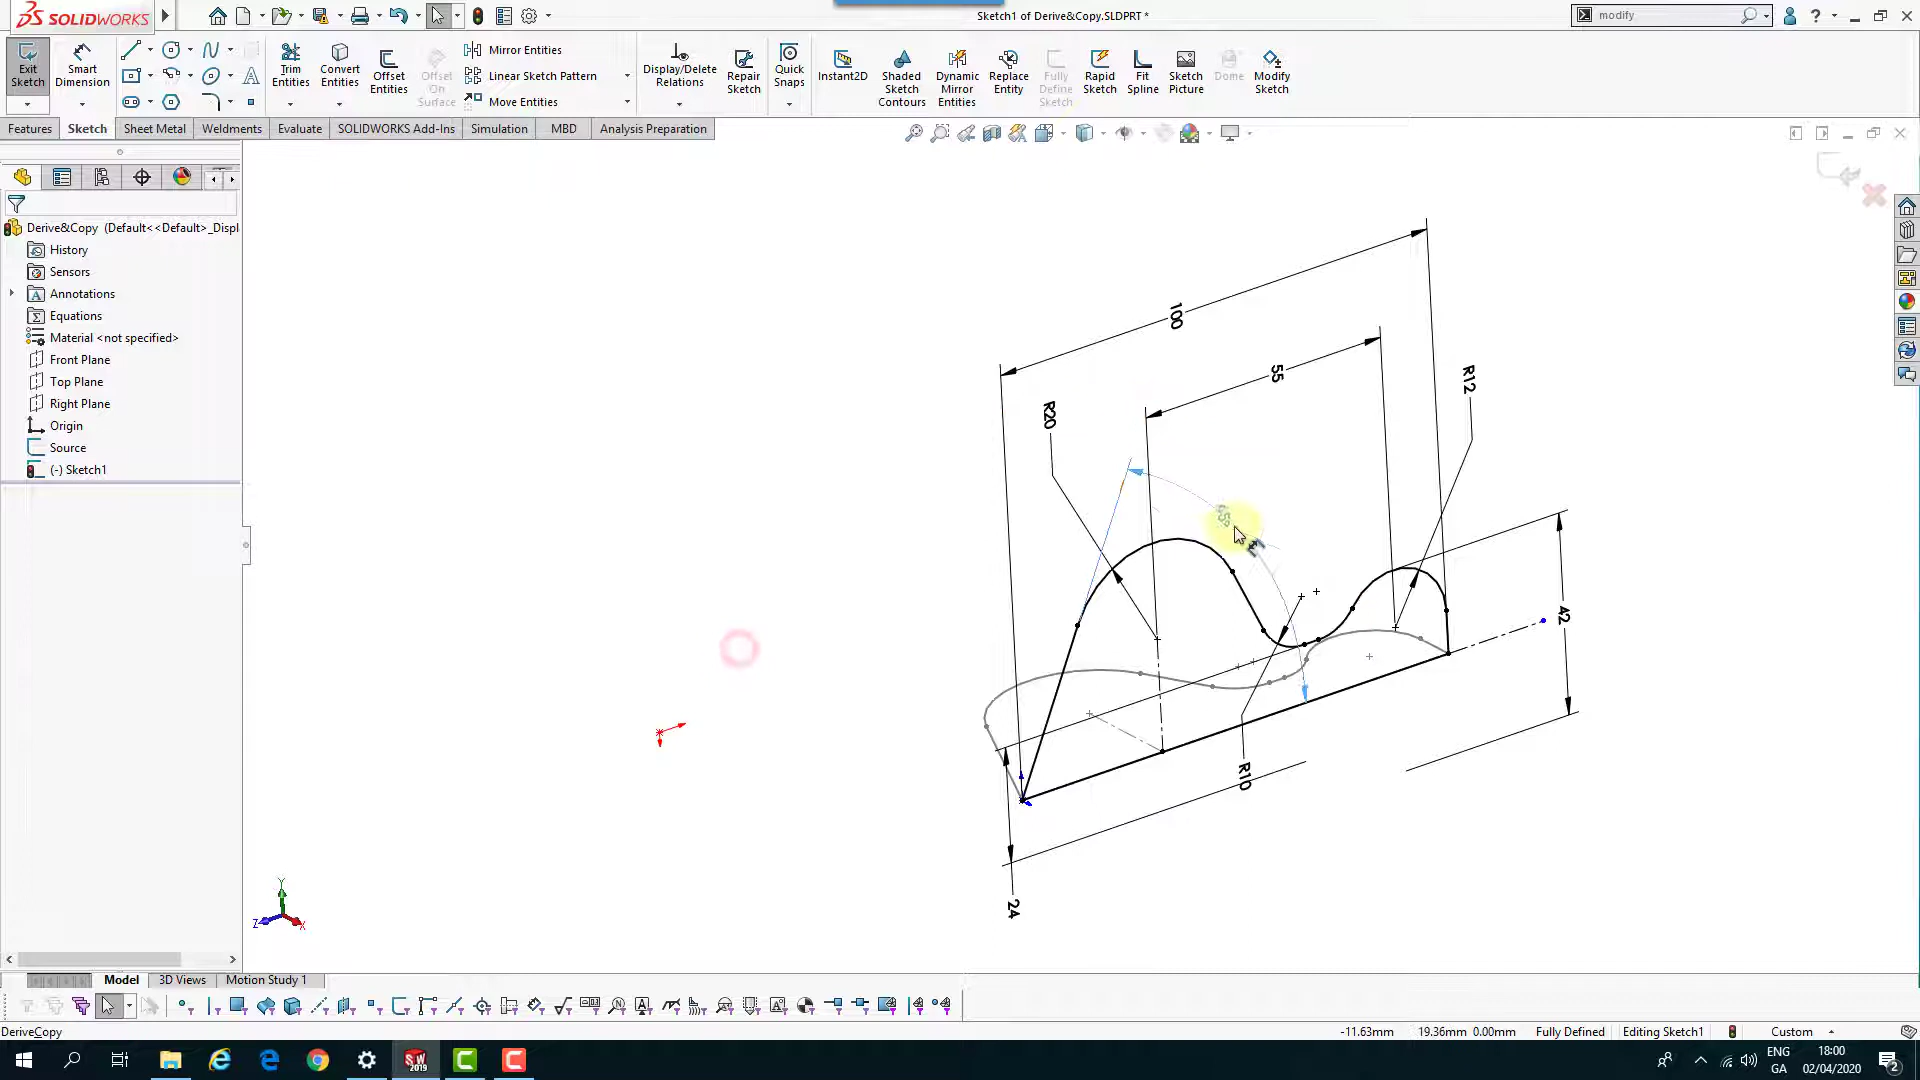 SOLIDWORKS
Sketch1 of Derive&Copy.SLDPRT *
modify
Exit Sketch
Smart Dimension
Trim Entities
Convert Entities
Offset Entities
Offset On Surface
Mirror Entities
Linear Sketch Pattern
Move Entities
Display/Delete Relations
Repair Sketch
Quick Snaps
Instant2D
Shaded Sketch Contours
Dynamic Mirror Entities
Replace Entity
Fully Define Sketch
Rapid Sketch
Fit Spline
Sketch Picture
Dome
Modify Sketch
Features
Sketch
Sheet Metal
Weldments
Evaluate
SOLIDWORKS Add-Ins
Simulation
MBD
Analysis Preparation
Derive&Copy (Default<<Default>_Displ
History
Sensors
Annotations
Equations
Material <not specified>
Front Plane
Top Plane
Right Plane
Origin
Source
(-) Sketch1
100
55
R12
R20
42
R10
24
Y
Z
X
Model
3D Views
Motion Study 1
DeriveCopy
-11.63mm
19.36mm 0.00mm
Fully Defined
Editing Sketch1
Custom
SW
2019
ENG
GA
18:00
02/04/2020
2